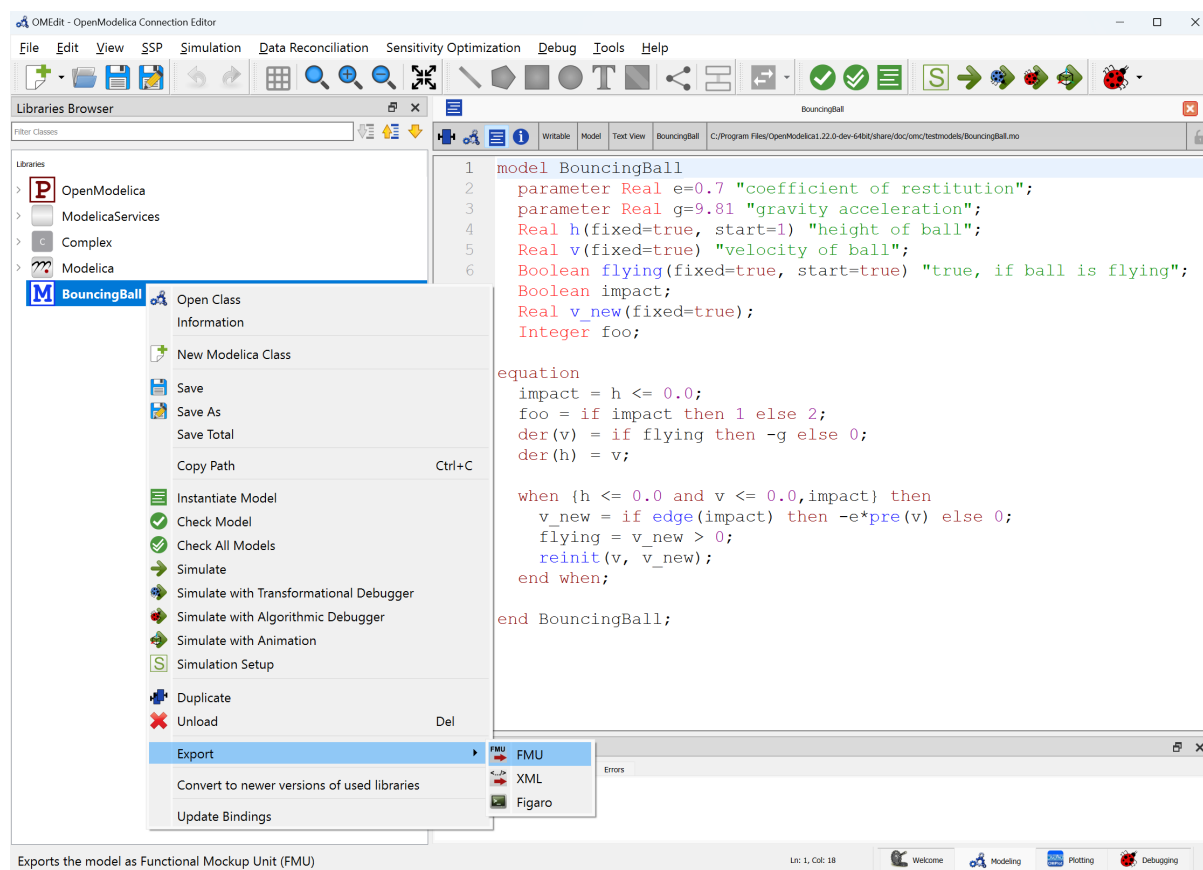 OMEdit - OpenModelica Connection Editor
File Edit View SSP Simulation Data Reconciliation Sensitivity Optimization Debug Tools Help
Libraries Browser
BouncingBall
Filter Classes
Writable Model Text View BouncingBall C:/Program Files/OpenModelica1.22.0-dev-64bit/share/doc/omc/testmodels/BouncingBall.mo
Libraries
OpenModelica
ModelicaServices
Complex
Modelica
BouncingBall
Open Class
Information
New Modelica Class
Save
Save As
Save Total
Copy Path Ctrl+C
Instantiate Model
Check Model
Check All Models
Simulate
Simulate with Transformational Debugger
Simulate with Algorithmic Debugger
Simulate with Animation
Simulation Setup
Duplicate
Unload Del
Export
Convert to newer versions of used libraries
Update Bindings
FMU
XML
Figaro
1 model BouncingBall
2 parameter Real e=0.7 "coefficient of restitution";
3 parameter Real g=9.81 "gravity acceleration";
4 Real h(fixed=true, start=1) "height of ball";
5 Real v(fixed=true) "velocity of ball";
6 Boolean flying(fixed=true, start=true) "true, if ball is flying";
Boolean impact;
Real v_new(fixed=true);
Integer foo;
equation
impact = h <= 0.0;
foo = if impact then 1 else 2;
der(v) = if flying then -g else 0;
der(h) = v;
when {h <= 0.0 and v <= 0.0,impact} then
v_new = if edge(impact) then -e*pre(v) else 0;
flying = v_new > 0;
reinit(v, v_new);
end when;
end BouncingBall;
Errors
Exports the model as Functional Mockup Unit (FMU)
Ln: 1, Col: 18
Welcome Modeling Plotting Debugging